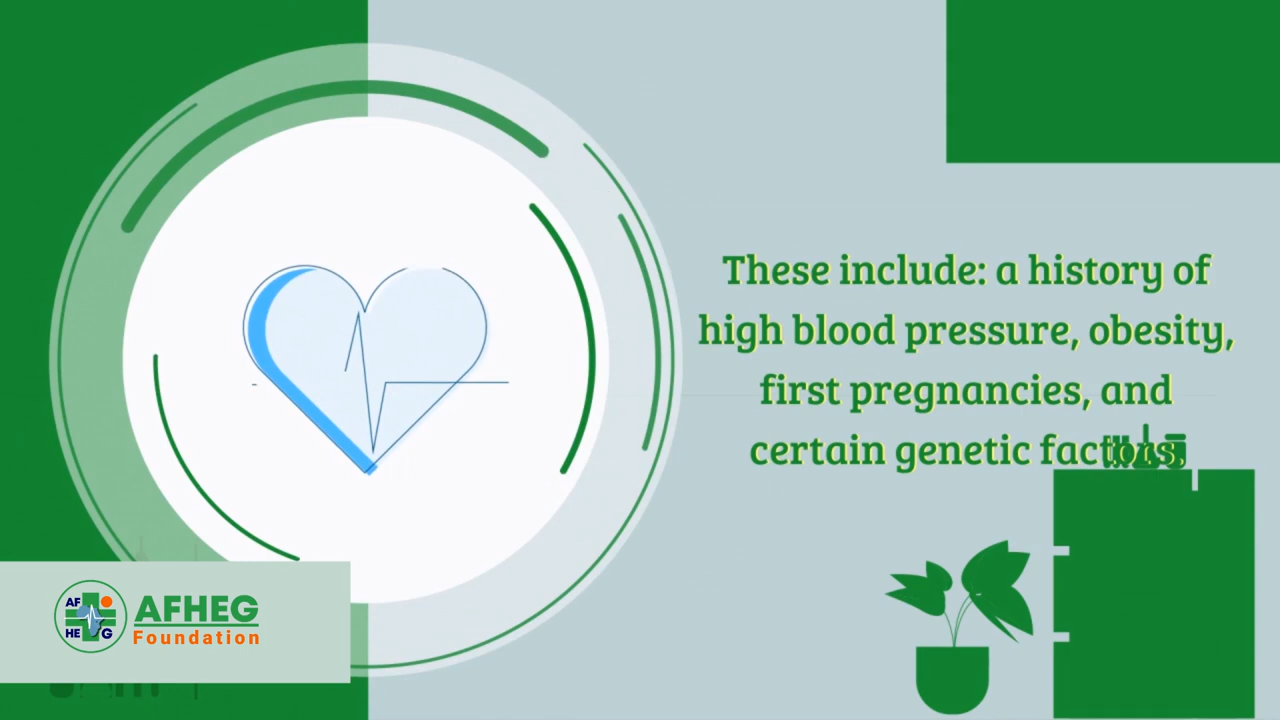 These include: a history of
high blood pressure, obesity,
first pregnancies, and
certain genetic factors.
AF
HE G
AFHEG
Foundation